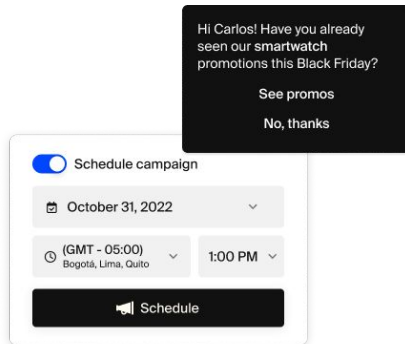 Hi Carlos! Have you already
seen our smartwatch
promotions this Black Friday?
See promos
No, thanks
Schedule campaign
October 31, 2022
(GMT - 05:00)
Bogotá, Lima, Quito
1:00 PM
Schedule